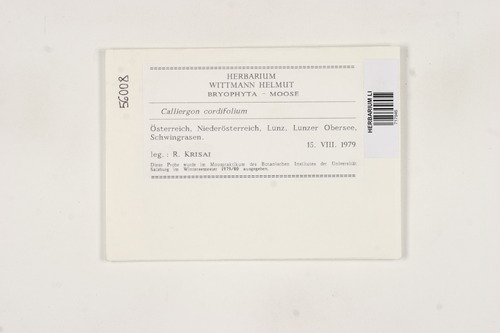 56008
HERBARIUM
WITTMANN HELMUT
BRYOPHYTA - MOOSE
Calliergon cordifolium
Österreich, Niederösterreich, Lunz, Lunzer Obersee,
Schwingrasen.
15. VIII. 1979
leg. : R. KRISAI
Diese Probe wurde im Moospraktikum des Botanischen Institutes der Universität
Salzburg im Wintersemester 1979/80 ausgegeben.
HERBARIUM LI